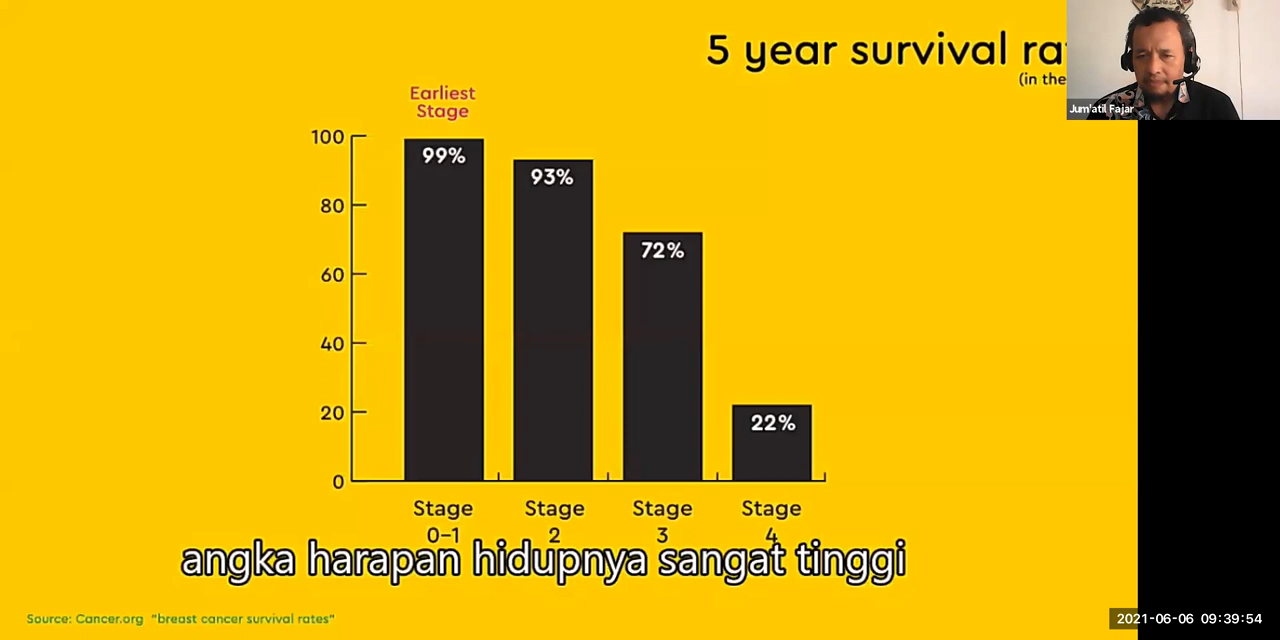 5 year survival
(in the
Jum'atil Fajar
Earliest
Stage
100
80
60
40
20
0
99%
93%
72%
22%
Stage
0–1
Stage
2
Stage
3
Stage
4
angka harapan hidupnya sangat tinggi
Source: Cancer.org "breast cancer survival rates"
2021-06-06 09:39:54